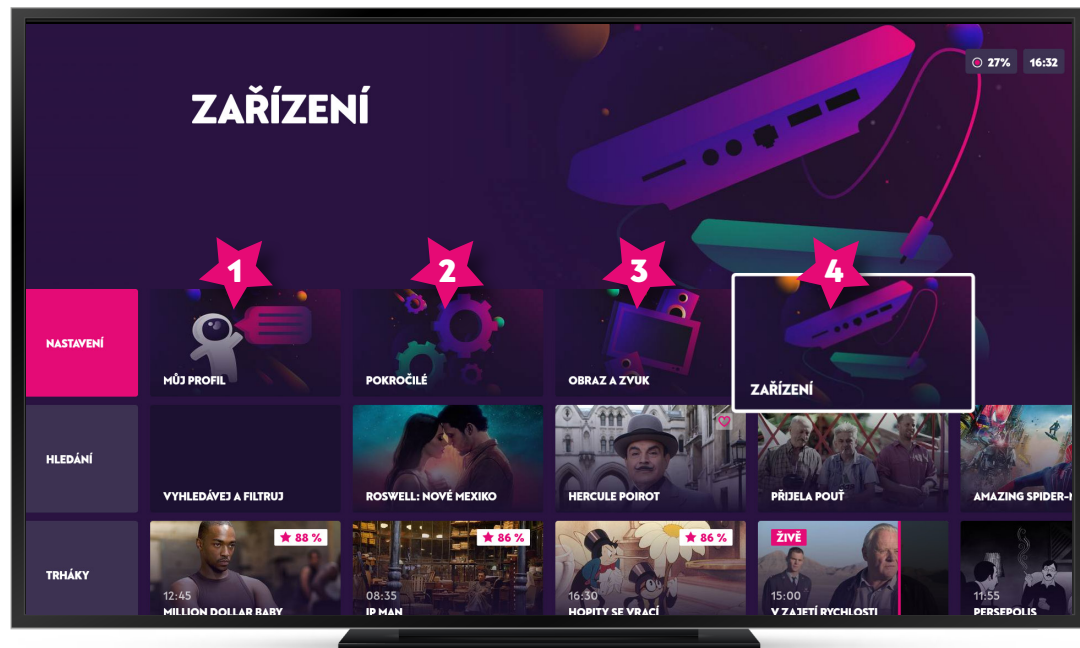 27%
16:32
ZAŘÍZENÍ
1
2
3
4
NASTAVENÍ
MŮJ PROFIL
POKROČILÉ
OBRAZ A ZVUK
ZAŘÍZENÍ
HLEDÁNÍ
VYHLEDÁVEJ A FILTRUJ
ROSWELL: NOVÉ MEXIKO
HERCULE POIROT
PŘIJELA POUŤ
AMAZING SPIDER-
TRHÁKY
88 %
86 %
86 %
ŽIVĚ
12:45
08:35
16:30
15:00
11:55
MILLION DOLLAR BABY
IP MAN
HOPITY SE VRACÍ
V ZAJETÍ RYCHLOSTI
PERSEPOLIS